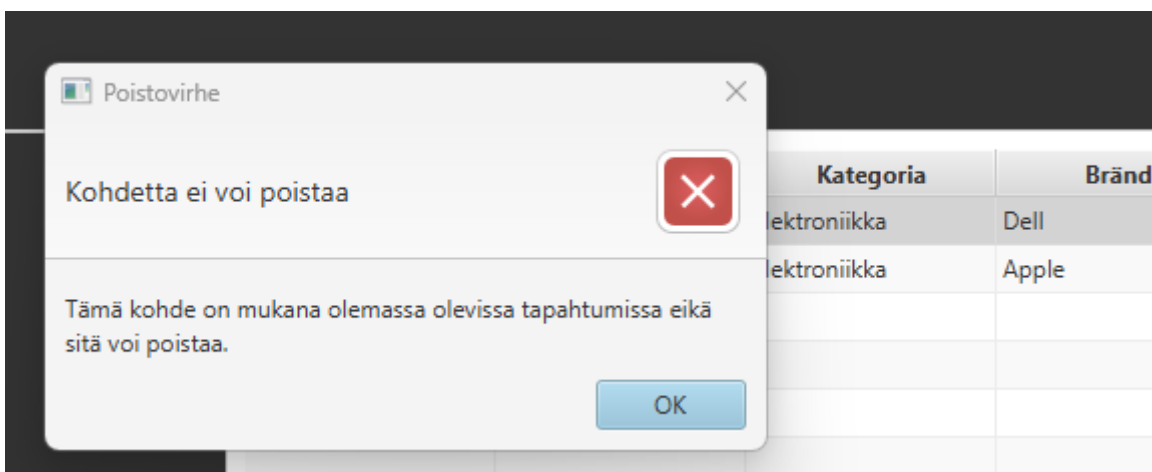 Poistovirhe
Kohdetta ei voi poistaa
Tämä kohde on mukana olemassa olevissa tapahtumissa eikä
sitä voi poistaa.
OK
Kategoria Bränd
lektroniikka Dell
lektroniikka Apple